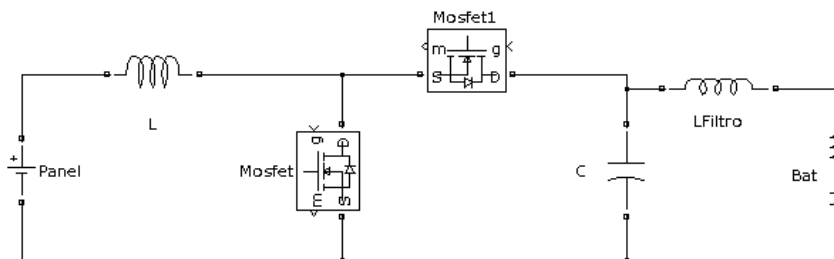 Mosfet1
m g
S D
L
LFiltro
Panel
Mosfet
g D
m S
C
Bat
+